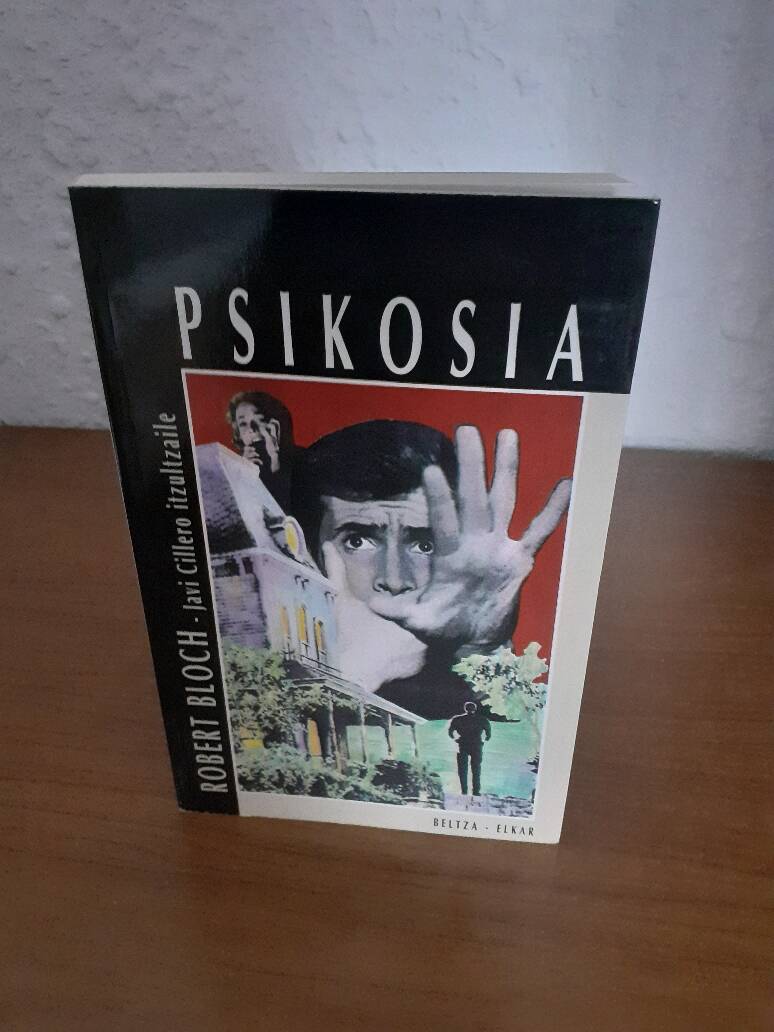 PSIKOSIA
ROBERT BLOCH - Javi Cillero itzultzaile
BELTZA - ELKAR